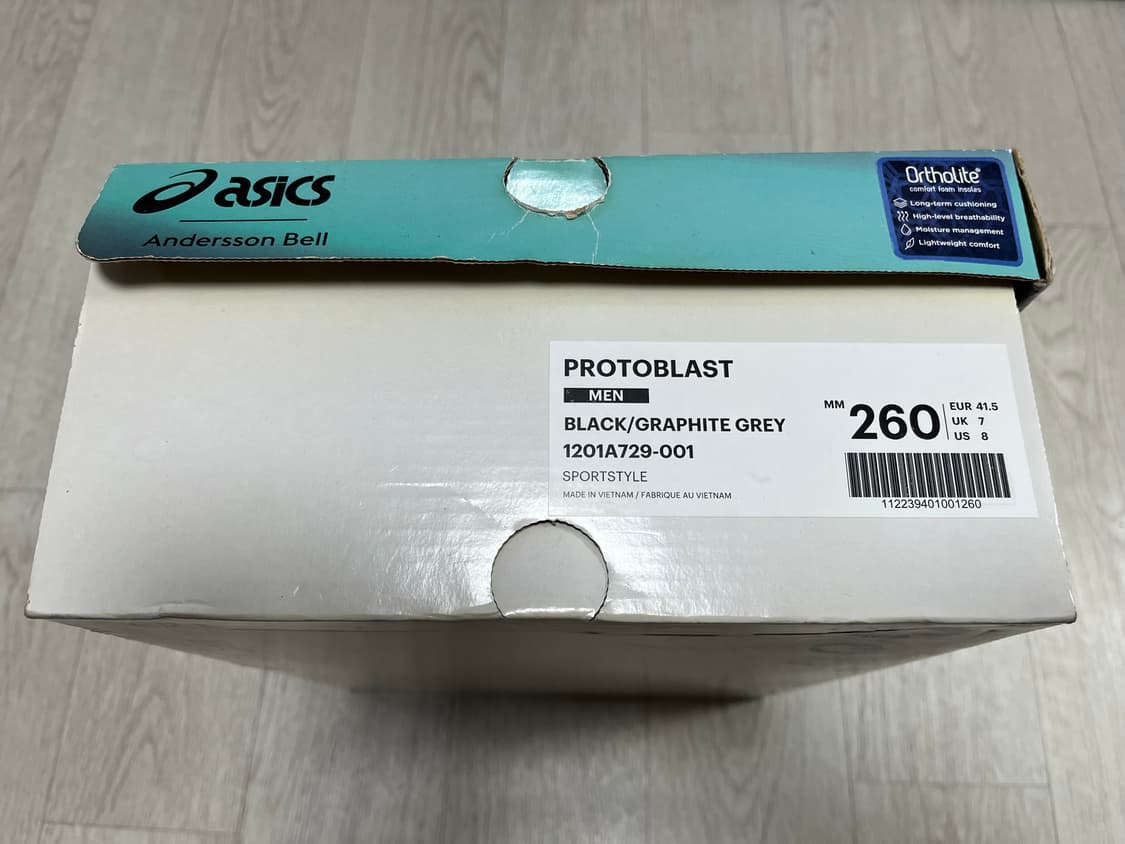 asics
Andersson Bell
OrthoLite®
comfort foam insoles
Long-term cushioning
High-level breathability
Moisture management
Lightweight comfort
PROTOBLAST
MEN
BLACK/GRAPHITE GREY
1201A729-001
SPORTSTYLE
MADE IN VIETNAM / FABRIQUE AU VIETNAM
MM 260
EUR 41.5
UK 7
US 8
112239401001260